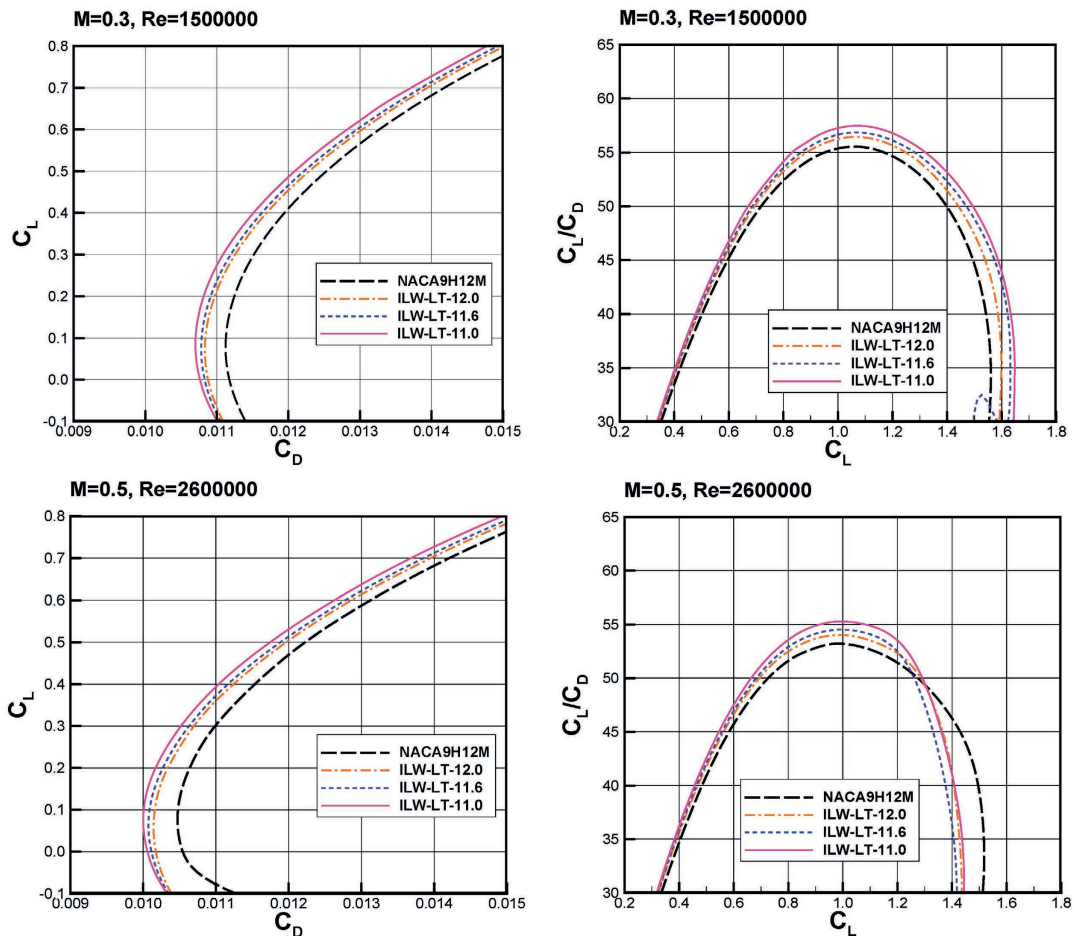 M=0.3, Re=1500000
0.8
0.7
0.6
0.5
0.4
0.3
0.2
0.1
0.0
-0.1
C_L
0.009 0.010 0.011 0.012 0.013 0.014 0.015
C_D
NACA9H12M
ILW-LT-12.0
ILW-LT-11.6
ILW-LT-11.0
65
60
55
50
45
40
35
30
C_L/C_D
0.2 0.4 0.6 0.8 1.0 1.2 1.4 1.6 1.8
C_L
NACA9H12M
ILW-LT-12.0
ILW-LT-11.6
ILW-LT-11.0
M=0.5, Re=2600000
0.8
0.7
0.6
0.5
0.4
0.3
0.2
0.1
0.0
-0.1
C_L
0.009 0.010 0.011 0.012 0.013 0.014 0.015
C_D
NACA9H12M
ILW-LT-12.0
ILW-LT-11.6
ILW-LT-11.0
M=0.3, Re=1500000
M=0.5, Re=2600000
65
60
55
50
45
40
35
30
C_L/C_D
0.2 0.4 0.6 0.8 1.0 1.2 1.4 1.6 1.8
C_L
NACA9H12M
ILW-LT-12.0
ILW-LT-11.6
ILW-LT-11.0